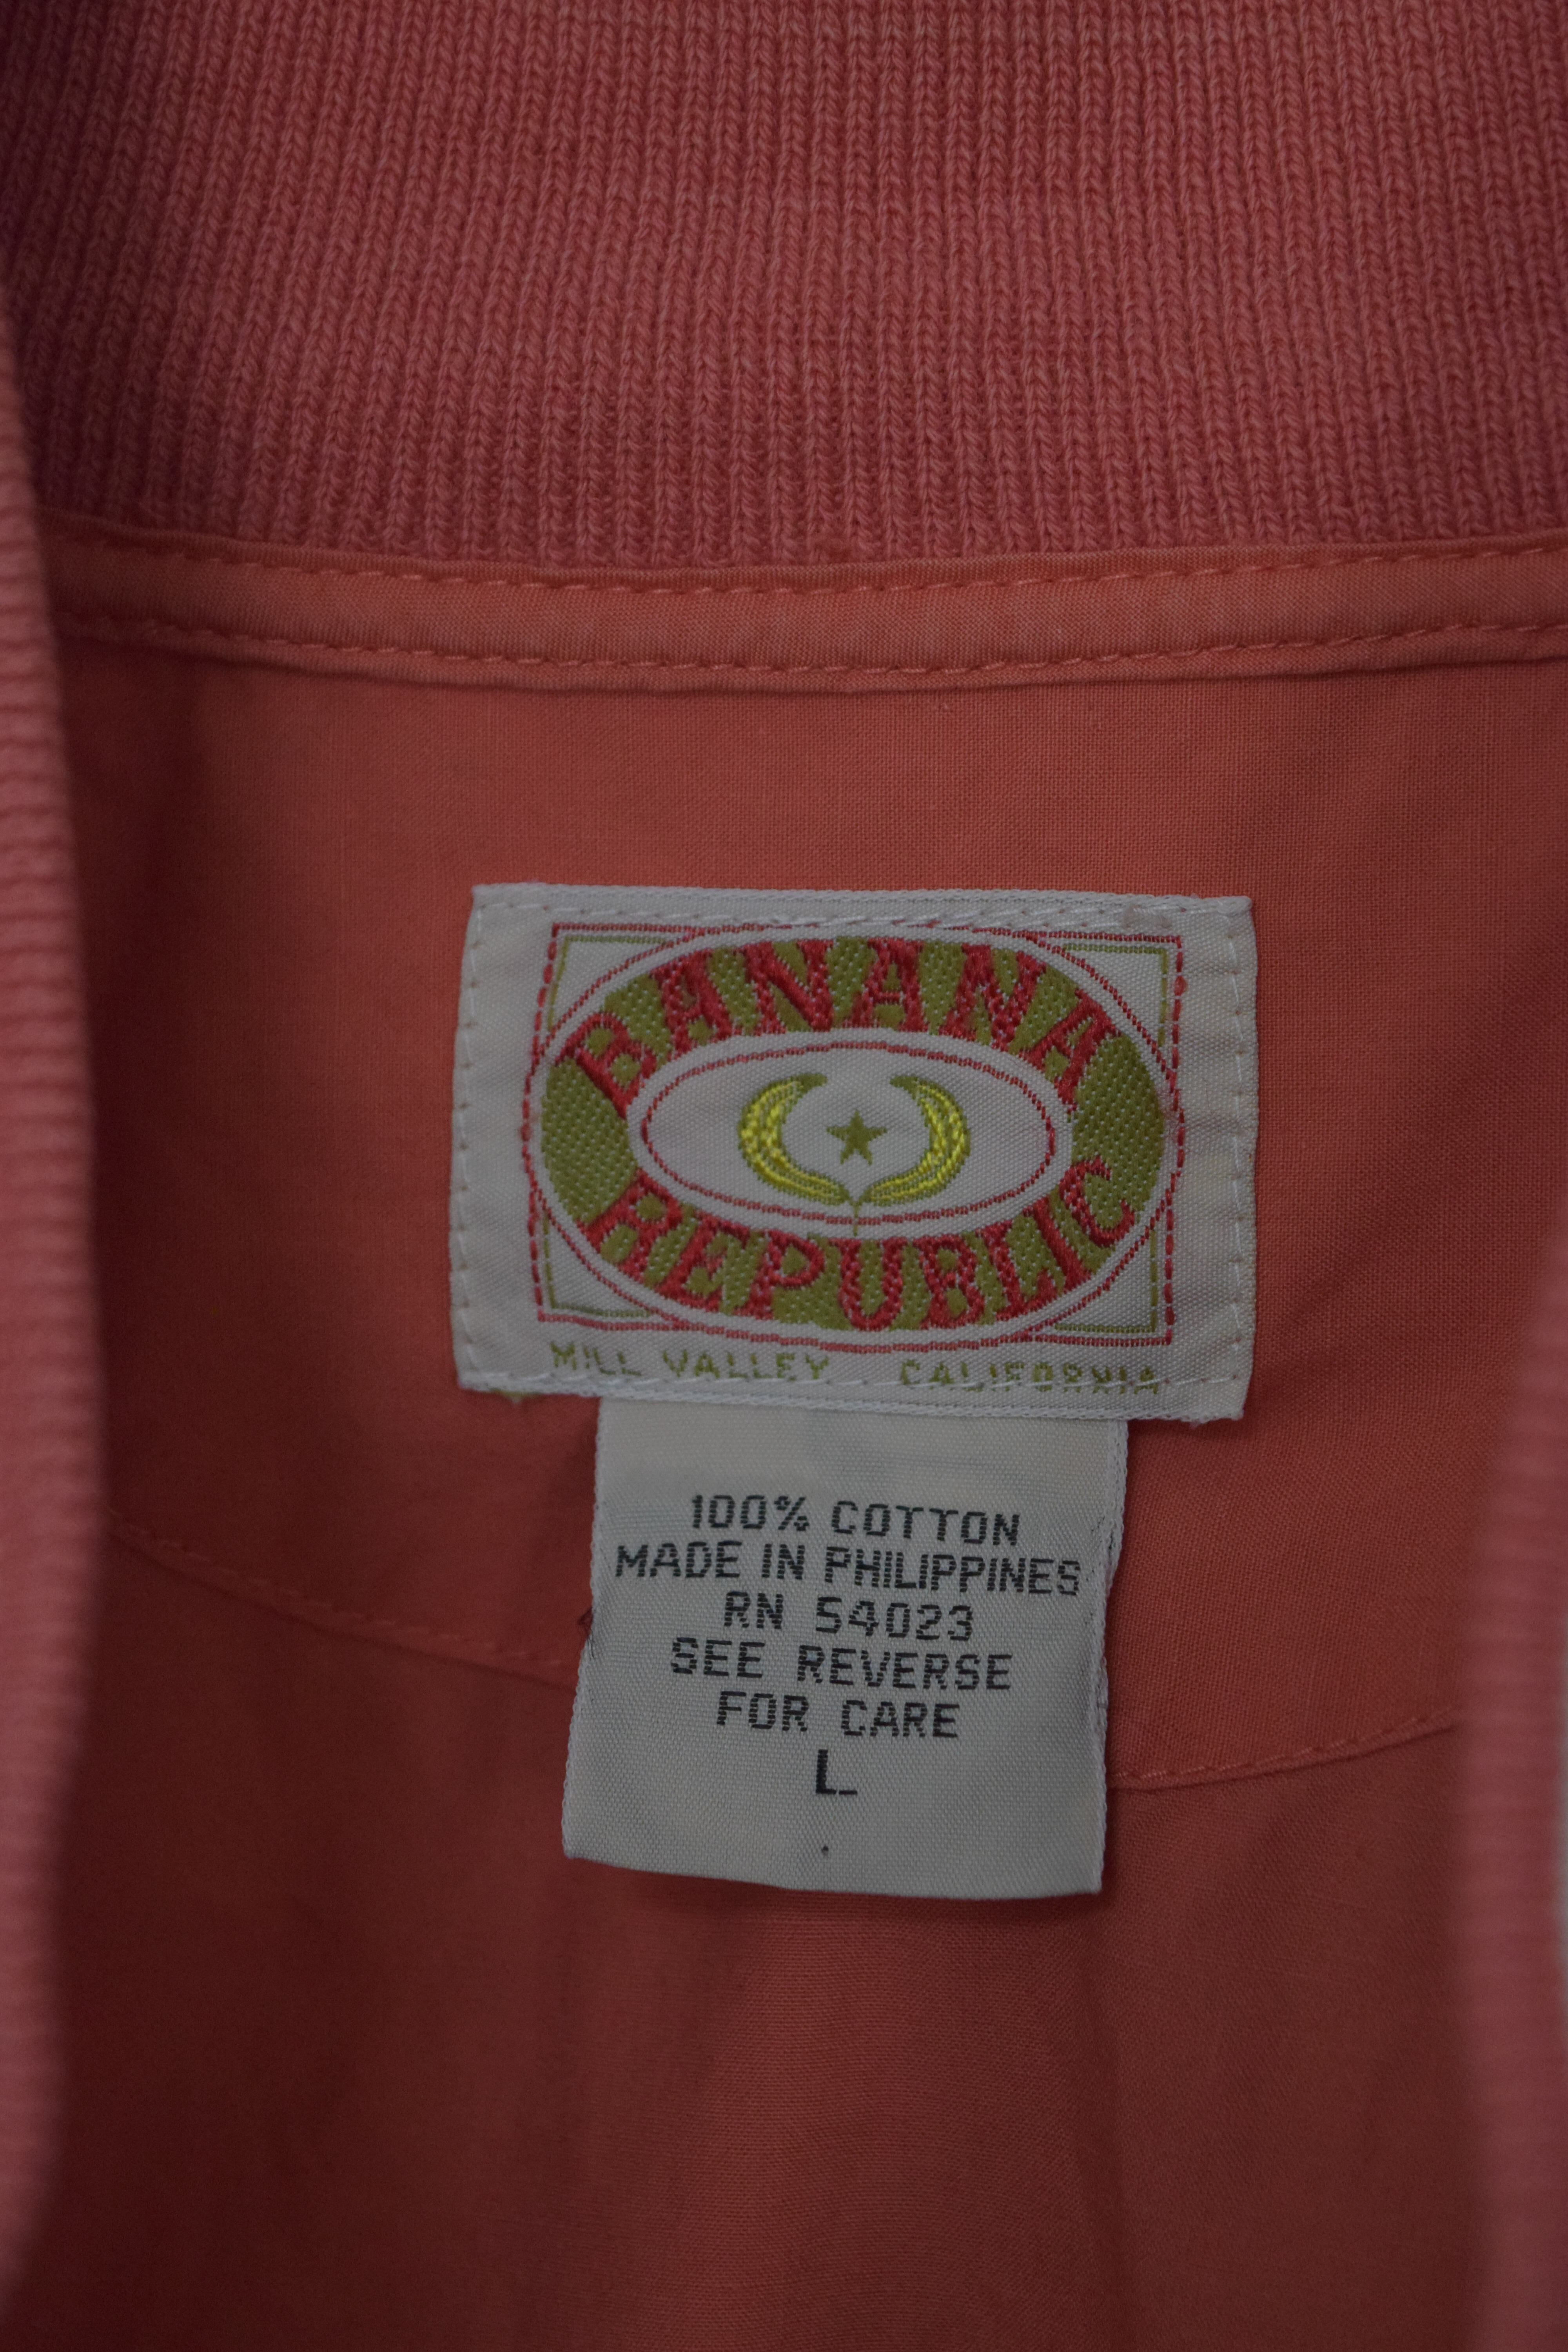 BANANA
REPUBLIC
MILL VALLEY CALIFORNIA
100% COTTON
MADE IN PHILIPPINES
RN 54023
SEE REVERSE
FOR CARE
L